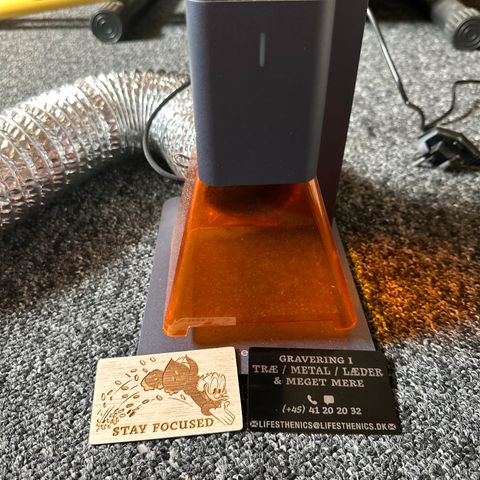 STAY FOCUSED
GRAVERING I
TRÆ / METAL / LÆDER
& MEGET MERE
(+45) 41 20 20 32
LIFESTHENICS@LIFESTHENICS.DK